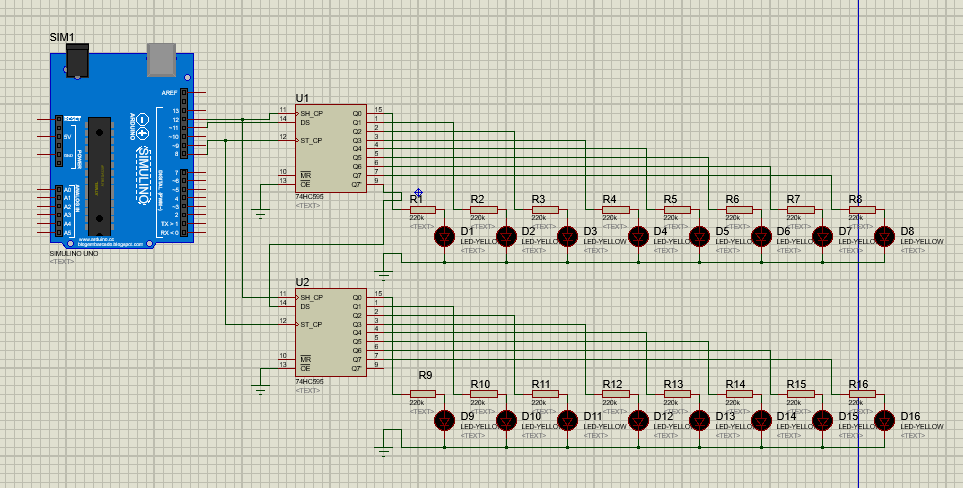 SIM1
AREF
RESET
5V
GND
POWER
A0
A1
A2
A3
A4
A5
ANALOG IN
ARDUINO
SIMULINO
13
12
~11
~10
~9
8
7
~6
~5
4
~3
2
TX > 1
RX < 0
DIGITAL (PWM~)
www.arduino.cc
blogembarcado.blogspot.com
SIMULINO UNO
<TEXT>
U1
11 SH_CP Q0 15
14 DS Q1 1
Q2 2
12 ST_CP Q3 3
Q4 4
Q5 5
Q6 6
10 MR Q7 7
13 OE Q7' 9
74HC595
<TEXT>
R1 R2 R3 R4 R5 R6 R7 R8
220k 220k 220k 220k 220k 220k 220k 220k
<TEXT> <TEXT> <TEXT> <TEXT> <TEXT> <TEXT> <TEXT> <TEXT>
D1 D2 D3 D4 D5 D6 D7 D8
LED-YELLOW LED-YELLOW LED-YELLOW LED-YELLOW LED-YELLOW LED-YELLOW LED-YELLOW LED-YELLOW
<TEXT> <TEXT> <TEXT> <TEXT> <TEXT> <TEXT> <TEXT> <TEXT>
U2
11 SH_CP Q0 15
14 DS Q1 1
Q2 2
12 ST_CP Q3 3
Q4 4
Q5 5
Q6 6
10 MR Q7 7
13 OE Q7' 9
74HC595
<TEXT>
R9 R10 R11 R12 R13 R14 R15 R16
220k 220k 220k 220k 220k 220k 220k 220k
<TEXT> <TEXT> <TEXT> <TEXT> <TEXT> <TEXT> <TEXT> <TEXT>
D9 D10 D11 D12 D13 D14 D15 D16
LED-YELLOW LED-YELLOW LED-YELLOW LED-YELLOW LED-YELLOW LED-YELLOW LED-YELLOW LED-YELLOW
<TEXT> <TEXT> <TEXT> <TEXT> <TEXT> <TEXT> <TEXT> <TEXT>